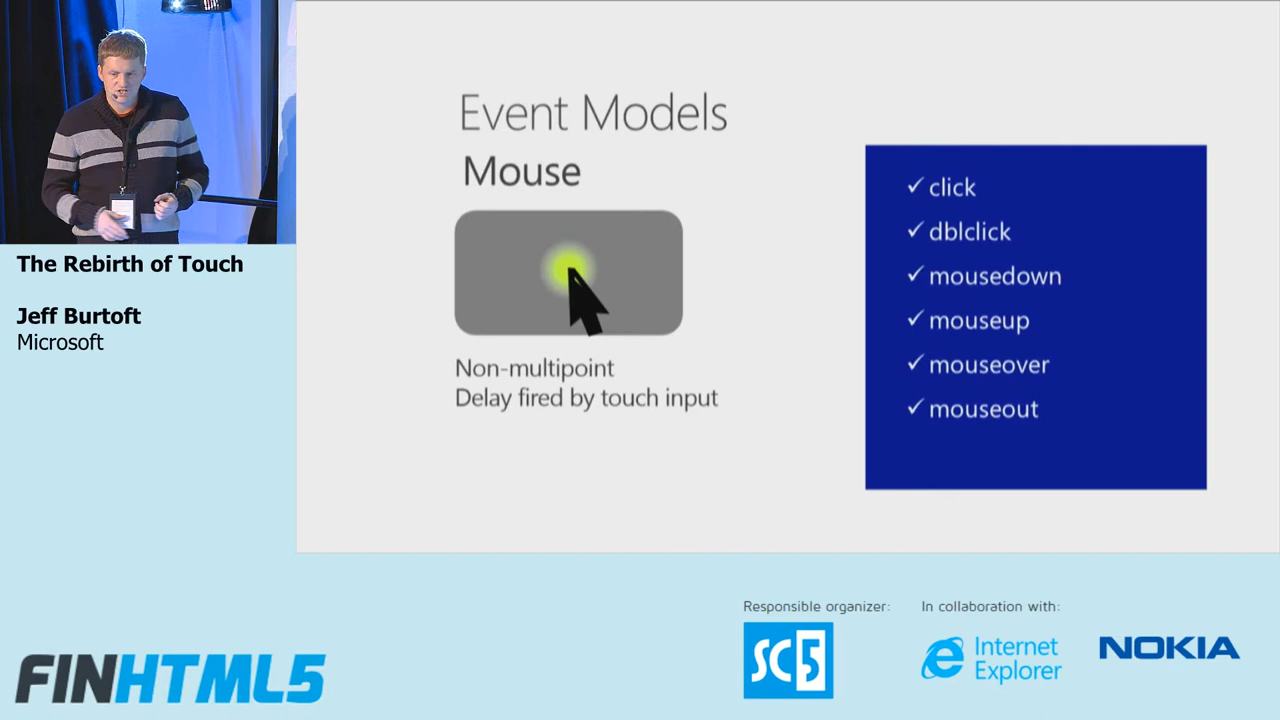 The Rebirth of Touch
Jeff Burtoft
Microsoft
Event Models
Mouse
Non-multipoint
Delay fired by touch input
✓ click
✓ dblclick
✓ mousedown
✓ mouseup
✓ mouseover
✓ mouseout
Responsible organizer:
SC5
In collaboration with:
Internet
Explorer
NOKIA
FINHTML5